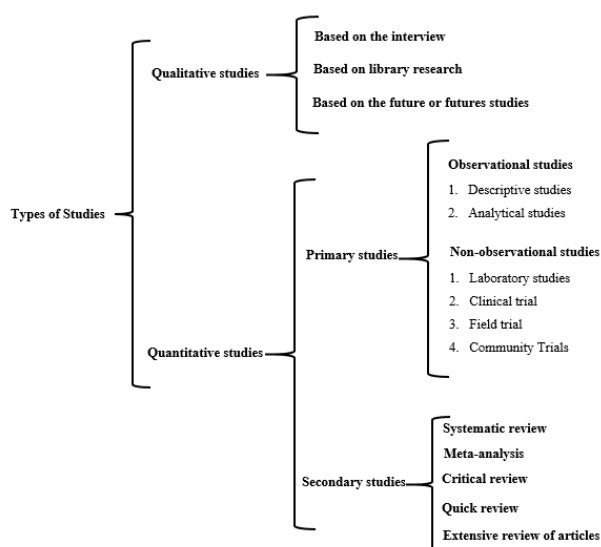 Types of Studies
Qualitative studies
Based on the interview
Based on library research
Based on the future or futures studies
Quantitative studies
Primary studies
Observational studies
1. Descriptive studies
2. Analytical studies
Non-observational studies
1. Laboratory studies
2. Clinical trial
3. Field trial
4. Community Trials
Secondary studies
Systematic review
Meta-analysis
Critical review
Quick review
Extensive review of articles